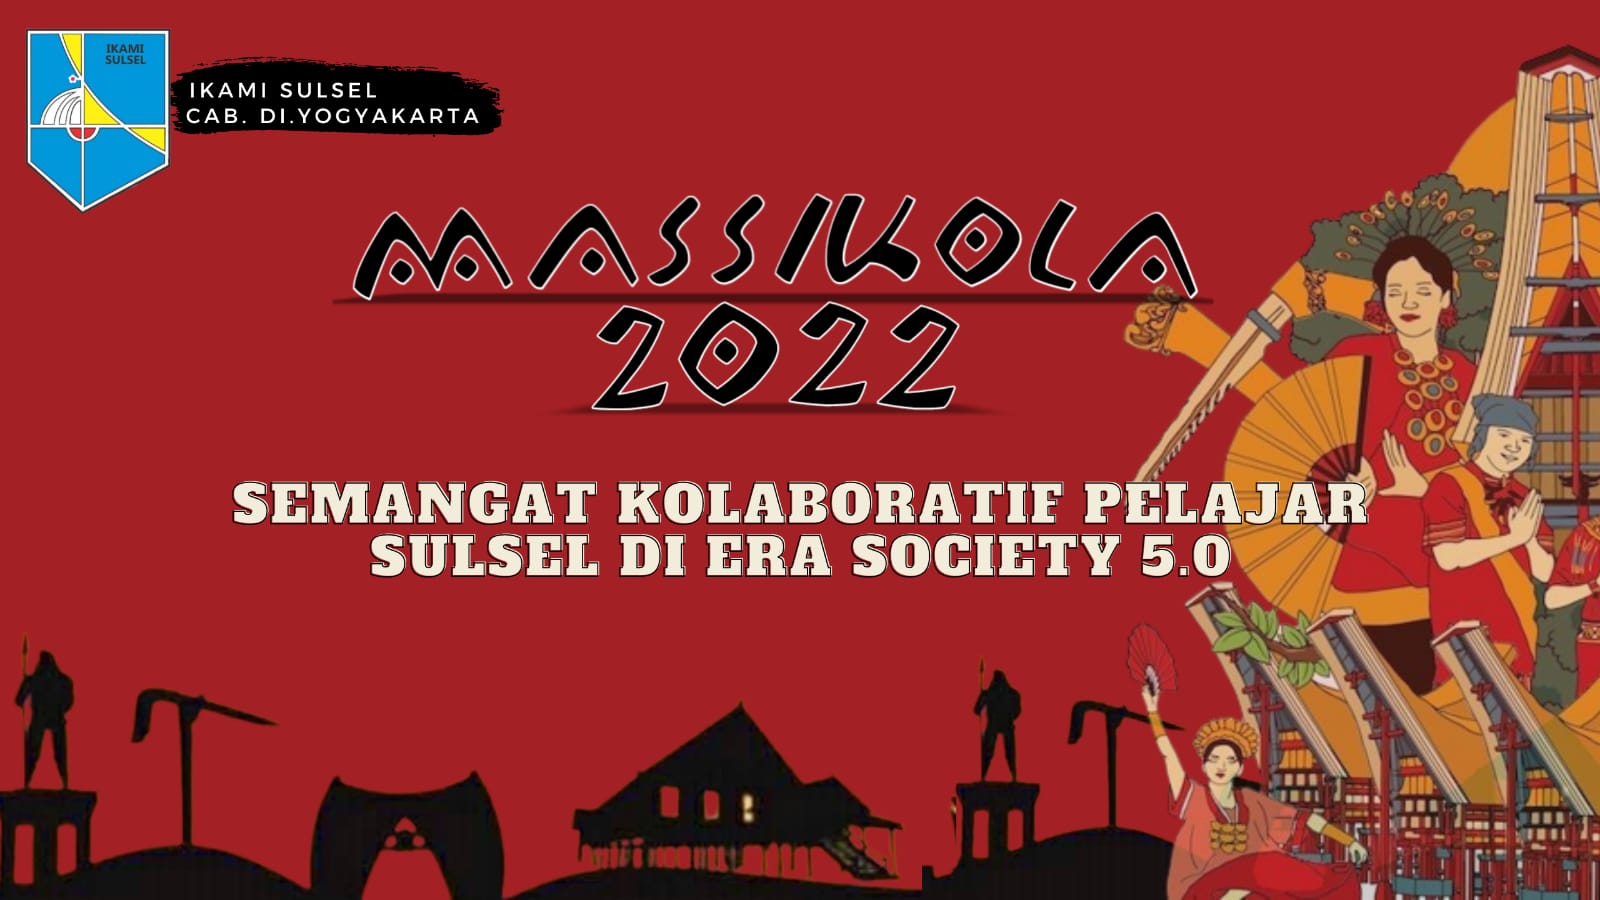 IKAMI
SULSEL
IKAMI SULSEL
CAB. DI.YOGYAKARTA
MASSIKOLA
2022
SEMANGAT KOLABORATIF PELAJAR
SULSEL DI ERA SOCIETY 5.0